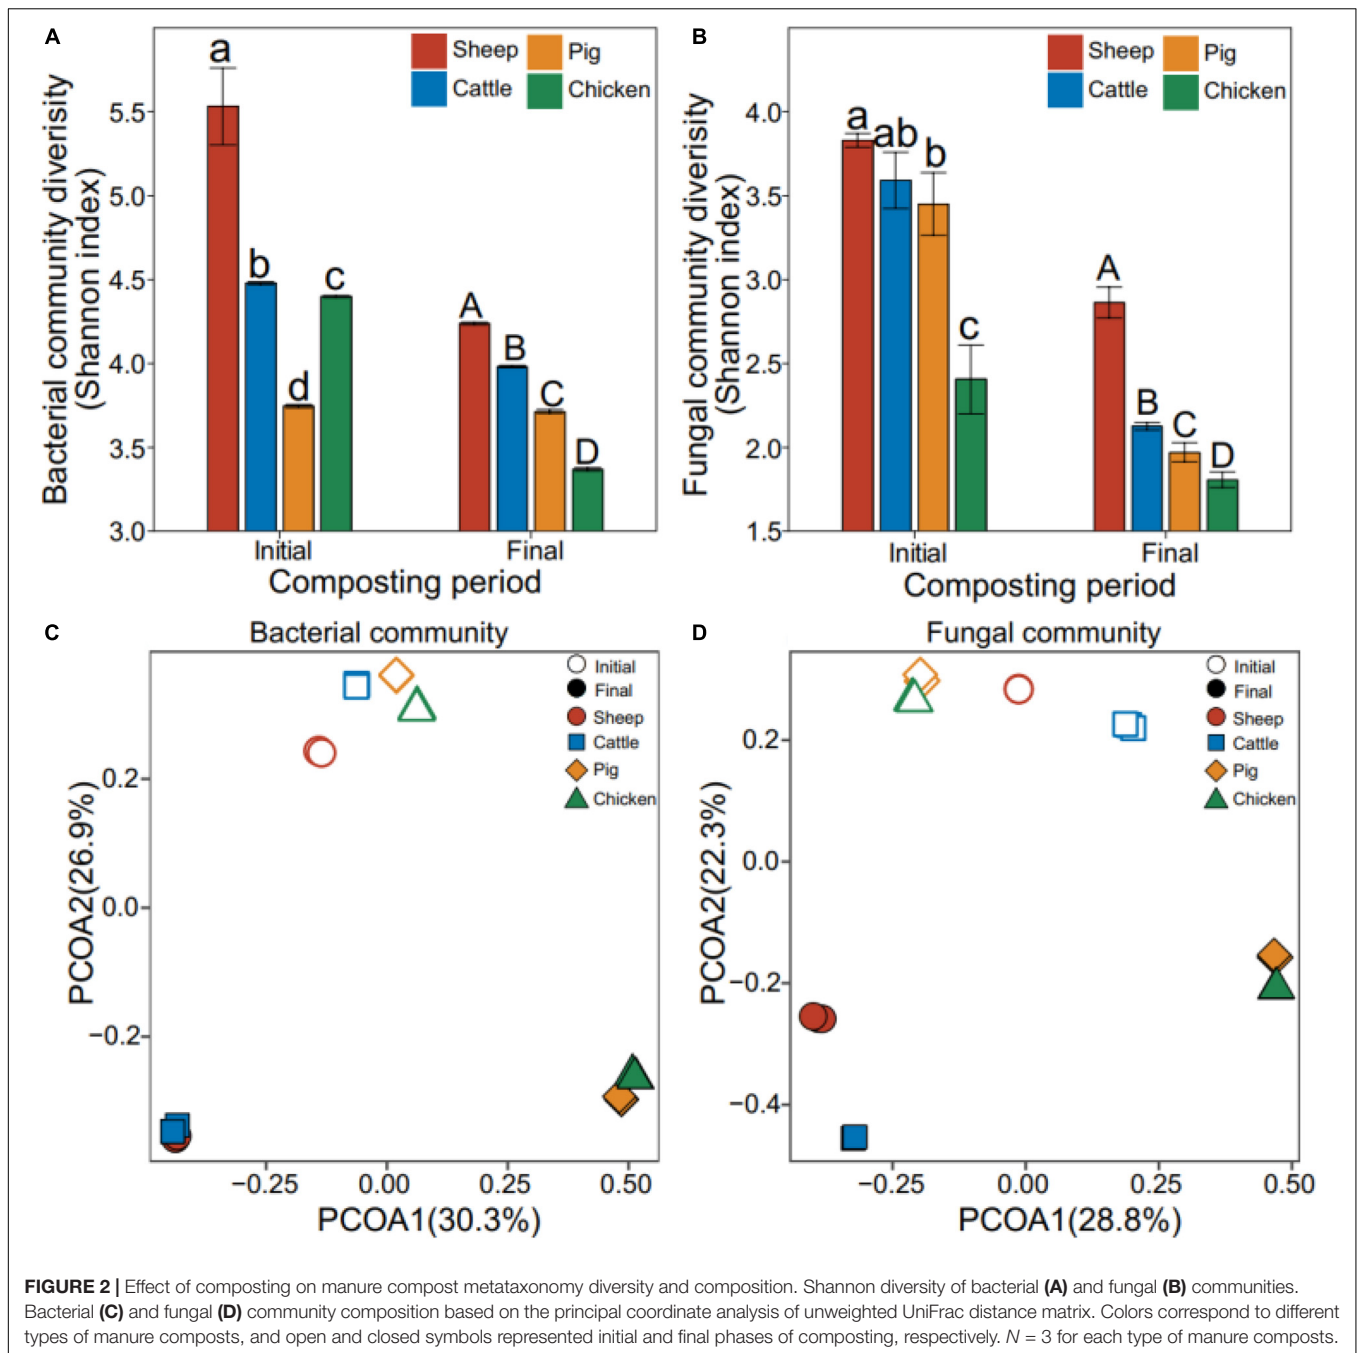 A
Sheep
Pig
Cattle
Chicken
Bacterial community diverisity
(Shannon index)
5.5
5.0
4.5
4.0
3.5
3.0
a
b
d
c
A
B
C
D
Initial
Final
Composting period
B
Sheep
Pig
Cattle
Chicken
Fungal community diverisity
(Shannon index)
4.0
3.5
3.0
2.5
2.0
1.5
a
ab
b
c
A
B
C
D
Initial
Final
Composting period
C
Bacterial community
Initial
Final
Sheep
Cattle
Pig
Chicken
PCOA2(26.9%)
0.2
0.0
−0.2
−0.25
0.00
0.25
0.50
PCOA1(30.3%)
D
Fungal community
Initial
Final
Sheep
Cattle
Pig
Chicken
PCOA2(22.3%)
0.2
0.0
−0.2
−0.4
−0.25
0.00
0.25
0.50
PCOA1(28.8%)
FIGURE 2 | Effect of composting on manure compost metataxonomy diversity and composition. Shannon diversity of bacterial (A) and fungal (B) communities.
Bacterial (C) and fungal (D) community composition based on the principal coordinate analysis of unweighted UniFrac distance matrix. Colors correspond to different
types of manure composts, and open and closed symbols represented initial and final phases of composting, respectively. N = 3 for each type of manure composts.